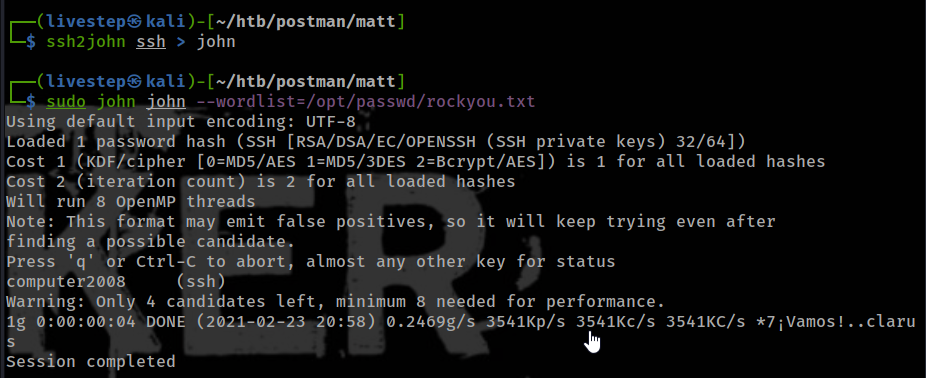 ┌──(livestep㉿kali)-[~/htb/postman/matt]
└─$ ssh2john ssh > john
┌──(livestep㉿kali)-[~/htb/postman/matt]
└─$ sudo john john --wordlist=/opt/passwd/rockyou.txt
Using default input encoding: UTF-8
Loaded 1 password hash (SSH [RSA/DSA/EC/OPENSSH (SSH private keys) 32/64])
Cost 1 (KDF/cipher [0=MD5/AES 1=MD5/3DES 2=Bcrypt/AES]) is 1 for all loaded hashes
Cost 2 (iteration count) is 2 for all loaded hashes
Will run 8 OpenMP threads
Note: This format may emit false positives, so it will keep trying even after
finding a possible candidate.
Press 'q' or Ctrl-C to abort, almost any other key for status
computer2008     (ssh)
Warning: Only 4 candidates left, minimum 8 needed for performance.
1g 0:00:00:04 DONE (2021-02-23 20:58) 0.2469g/s 3541Kp/s 3541Kc/s 3541KC/s *7¡Vamos!..claru
s
Session completed